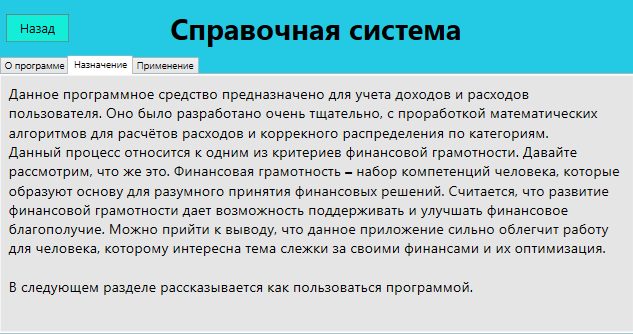 Назад
Справочная система
О программе Назначение Применение
Данное программное средство предназначено для учета доходов и расходов
пользователя. Оно было разработано очень тщательно, с проработкой математических
алгоритмов для расчётов расходов и коррекного распределения по категориям.
Данный процесс относится к одним из критериев финансовой грамотности. Давайте
рассмотрим, что же это. Финансовая грамотность – набор компетенций человека, которые
образуют основу для разумного принятия финансовых решений. Считается, что развитие
финансовой грамотности дает возможность поддерживать и улучшать финансовое
благополучие. Можно прийти к выводу, что данное приложение сильно облегчит работу
для человека, которому интересна тема слежки за своими финансами и их оптимизация.
В следующем разделе рассказывается как пользоваться программой.